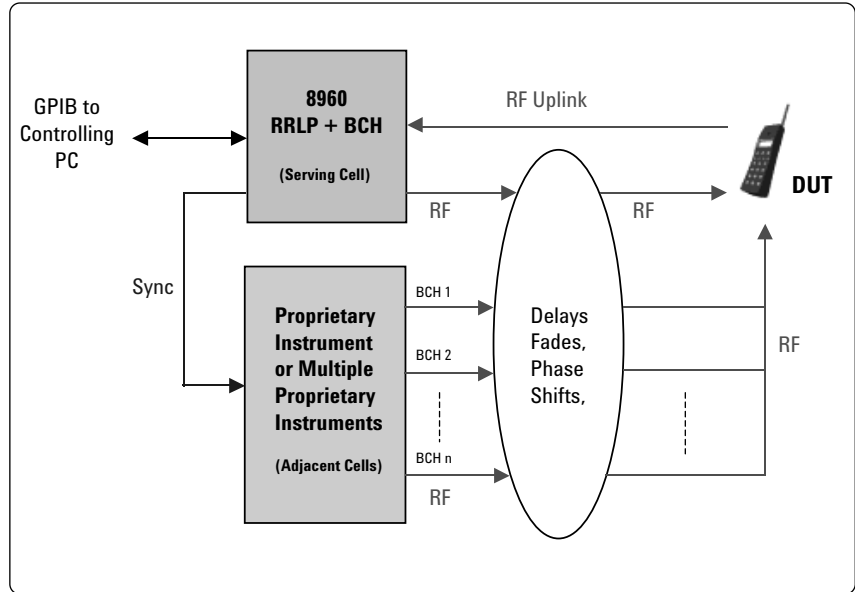 GPIB to
Controlling
PC
8960
RRLP + BCH
(Serving Cell)
RF Uplink
DUT
RF
RF
Sync
Proprietary
Instrument
or Multiple
Proprietary
Instruments
(Adjacent Cells)
BCH 1
BCH 2
BCH n
RF
Delays
Fades,
Phase
Shifts,
RF